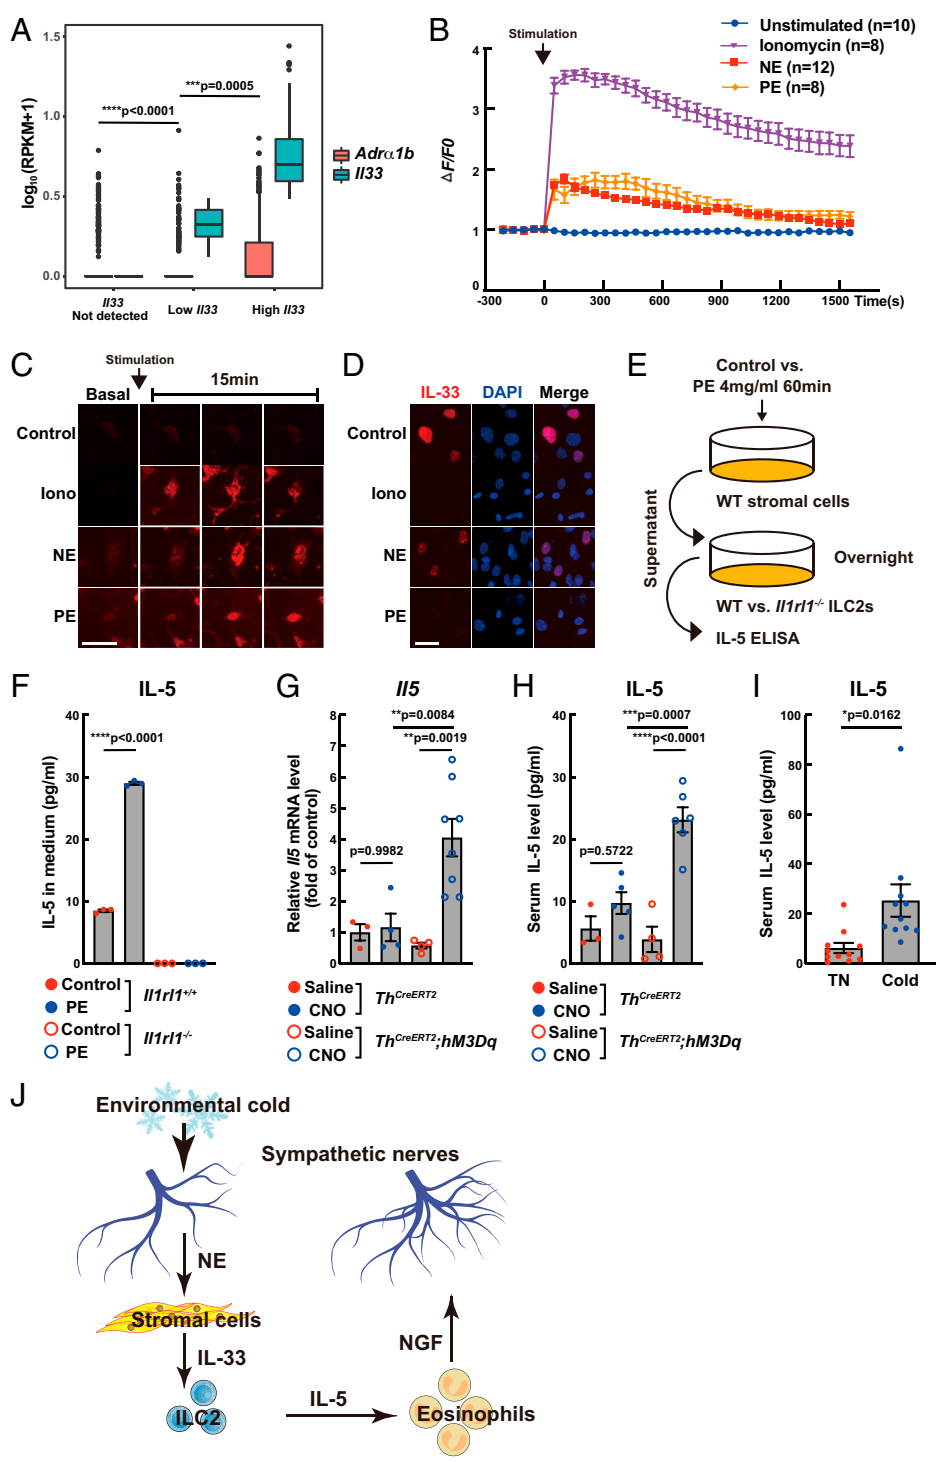 A
1.5
1.0
0.5
0.0
log10(RPKM+1)
****p<0.0001
***p=0.0005
Adrα1b
Il33
Il33
Not detected
Low Il33
High Il33
B
Stimulation
Unstimulated (n=10)
Ionomycin (n=8)
NE (n=12)
PE (n=8)
ΔF/F0
4
3
2
1
0
-300
0
300
600
900
1200
1500
Time(s)
C
Stimulation
Basal
15min
Control
Iono
NE
PE
D
IL-33
DAPI
Merge
Control
Iono
NE
PE
E
Control vs.
PE 4mg/ml 60min
WT stromal cells
Supernatant
Overnight
WT vs. Il1rl1-/- ILC2s
IL-5 ELISA
F
IL-5
IL-5 in medium (pg/ml)
40
30
20
10
0
****p<0.0001
Control
PE
Il1rl1+/+
Control
PE
Il1rl1-/-
G
Il5
Relative Il5 mRNA level
(fold of control)
8
7
6
5
4
3
2
1
0
**p=0.0084
**p=0.0019
p=0.9982
Saline
CNO
ThCreERT2
Saline
CNO
ThCreERT2;hM3Dq
H
IL-5
Serum IL-5 level (pg/ml)
40
30
20
10
0
***p=0.0007
****p<0.0001
p=0.5722
Saline
CNO
ThCreERT2
Saline
CNO
ThCreERT2;hM3Dq
I
IL-5
Serum IL-5 level (pg/ml)
100
80
60
40
20
0
*p=0.0162
TN
Cold
J
Environmental cold
Sympathetic nerves
NE
Stromal cells
IL-33
ILC2
IL-5
Eosinophils
NGF